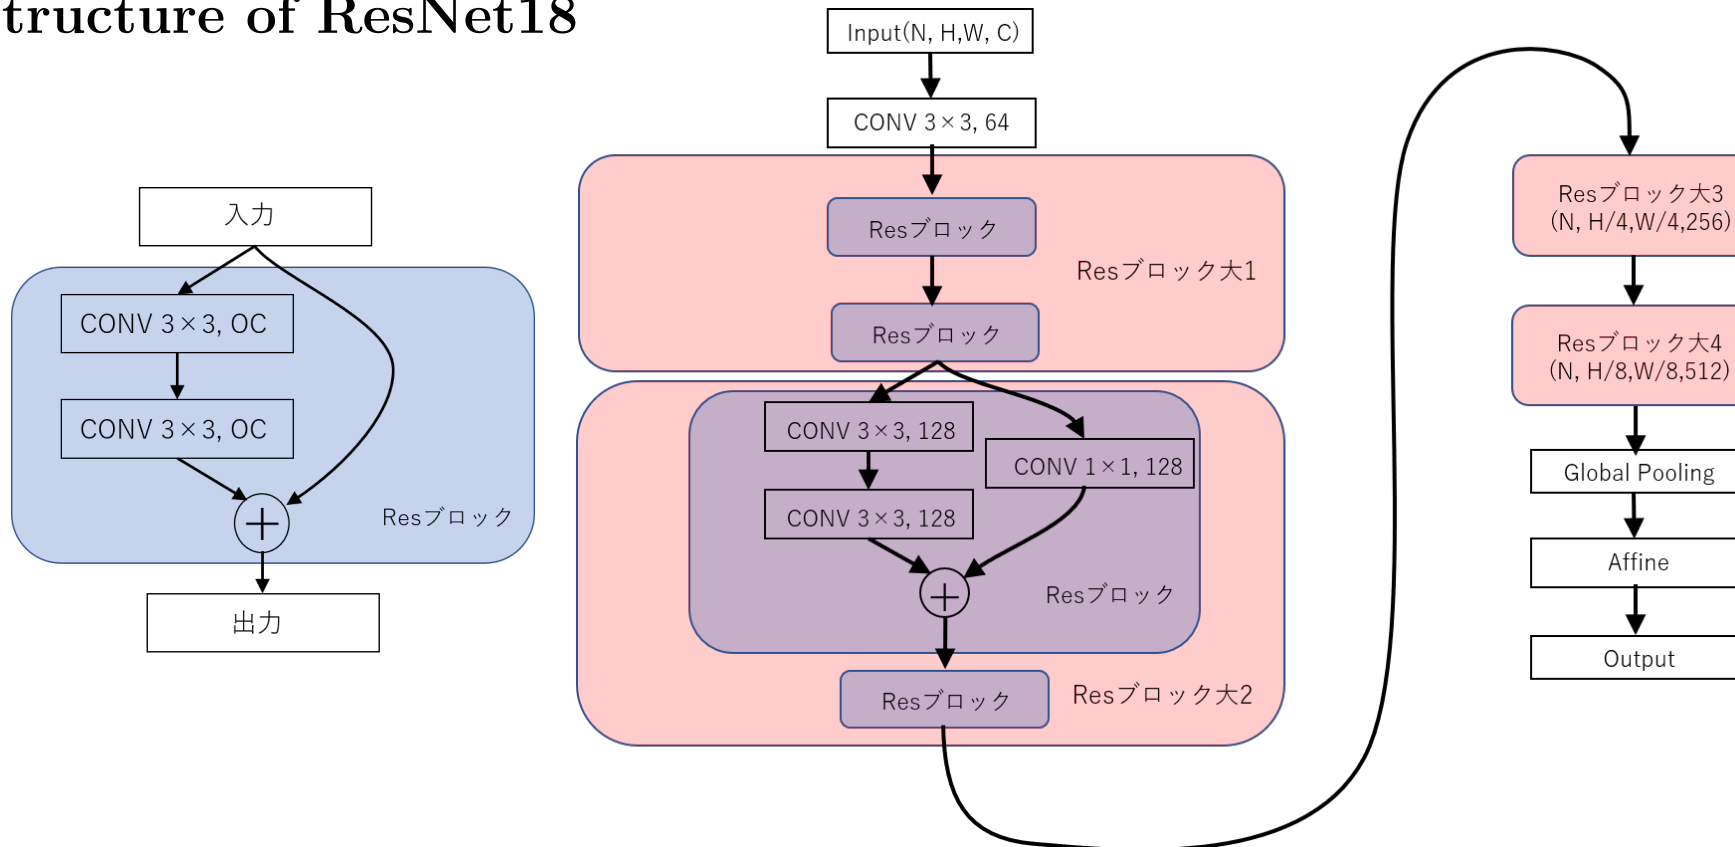 tructure of ResNet18
入力
CONV 3×3, OC
CONV 3×3, OC
Resブロック
出力
Input(N, H,W, C)
CONV 3×3, 64
Resブロック
Resブロック大1
Resブロック
CONV 3×3, 128
CONV 1×1, 128
CONV 3×3, 128
Resブロック
Resブロック
Resブロック大2
Resブロック大3
(N, H/4,W/4,256)
Resブロック大4
(N, H/8,W/8,512)
Global Pooling
Affine
Output